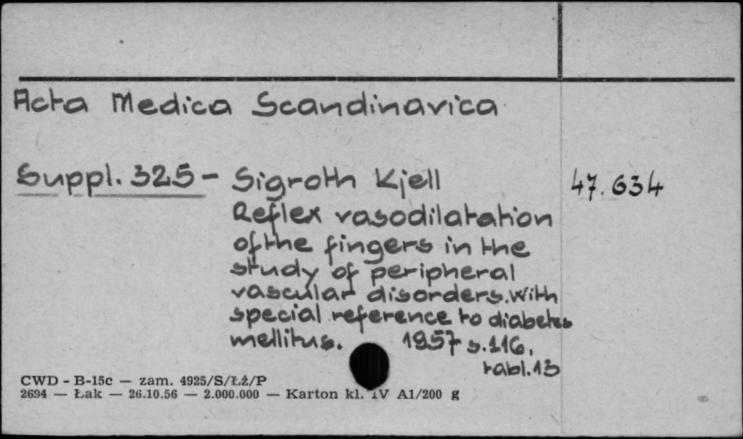 Acta Medica Scandinavica
Suppl. 325 - Sigroth Kjell 47.634
Reflex vasodilatation
of the fingers in the
study of peripheral
vascular disorders. With
special reference to diabetes
mellitus. 1957 s. 116,
tabl. 13
CWD - B-15c — zam. 4925/S/ŁŻ/P
2694 — Łak — 26.10.56 — 2.000.000 — Karton kl. IV A1/200 g